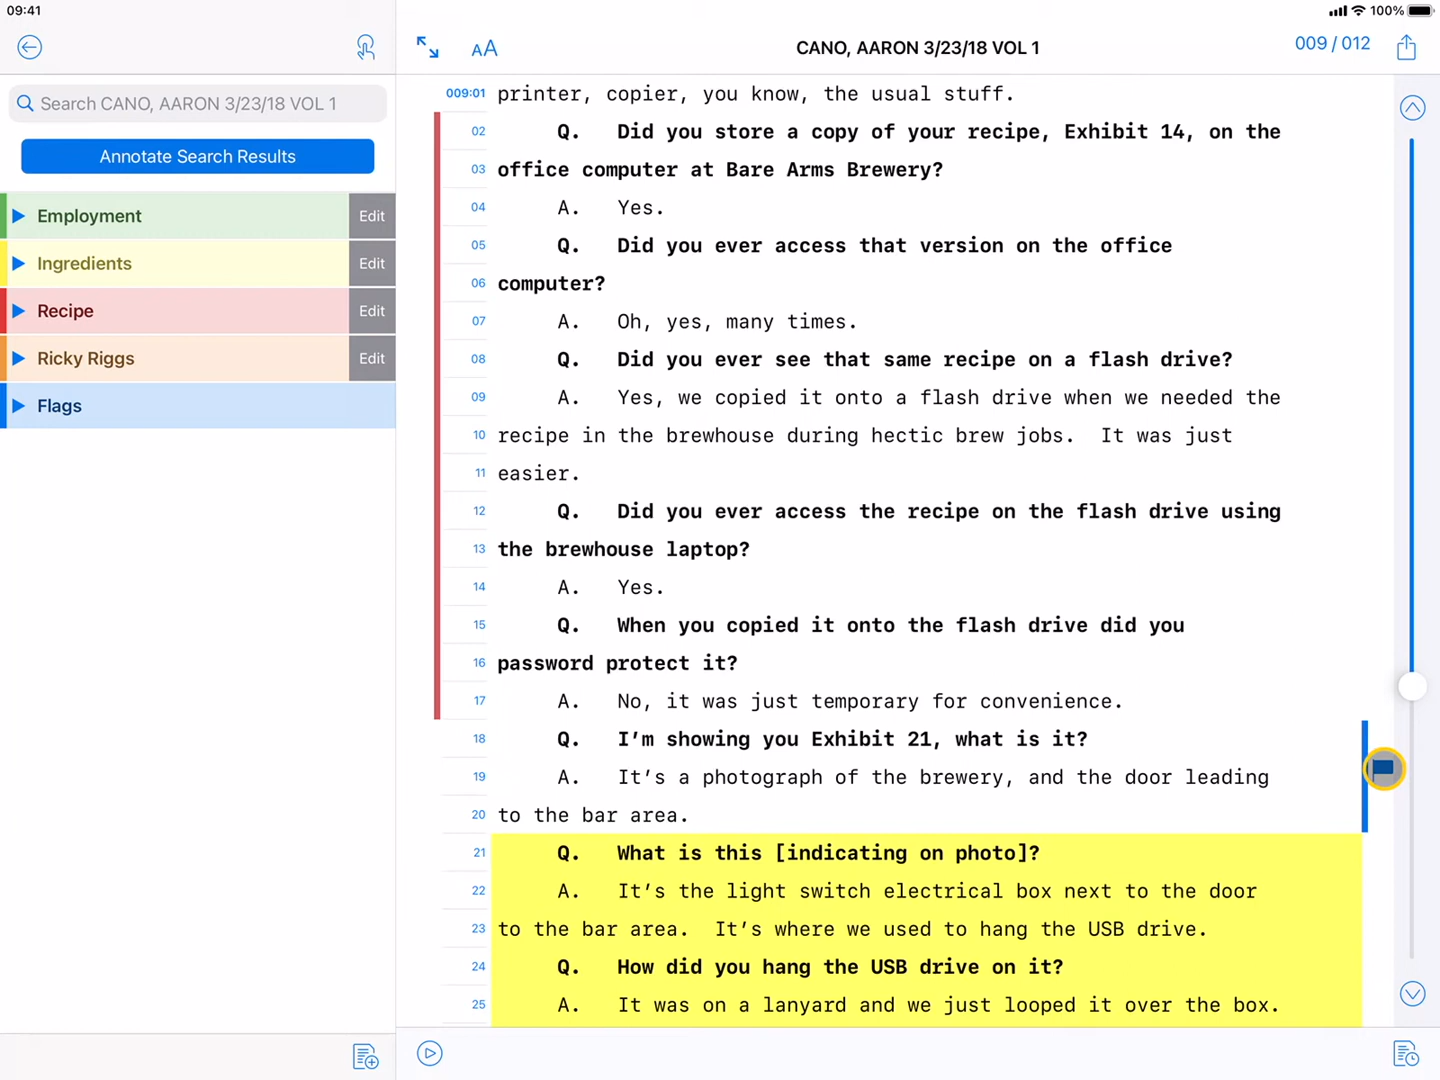 09:41
100%
AA
CANO, AARON 3/23/18 VOL 1
009 / 012
Search CANO, AARON 3/23/18 VOL 1
Annotate Search Results
Employment Edit
Ingredients Edit
Recipe Edit
Ricky Riggs Edit
Flags
009:01 printer, copier, you know, the usual stuff.
02 Q. Did you store a copy of your recipe, Exhibit 14, on the
03 office computer at Bare Arms Brewery?
04 A. Yes.
05 Q. Did you ever access that version on the office
06 computer?
07 A. Oh, yes, many times.
08 Q. Did you ever see that same recipe on a flash drive?
09 A. Yes, we copied it onto a flash drive when we needed the
10 recipe in the brewhouse during hectic brew jobs. It was just
11 easier.
12 Q. Did you ever access the recipe on the flash drive using
13 the brewhouse laptop?
14 A. Yes.
15 Q. When you copied it onto the flash drive did you
16 password protect it?
17 A. No, it was just temporary for convenience.
18 Q. I’m showing you Exhibit 21, what is it?
19 A. It’s a photograph of the brewery, and the door leading
20 to the bar area.
21 Q. What is this [indicating on photo]?
22 A. It’s the light switch electrical box next to the door
23 to the bar area. It’s where we used to hang the USB drive.
24 Q. How did you hang the USB drive on it?
25 A. It was on a lanyard and we just looped it over the box.